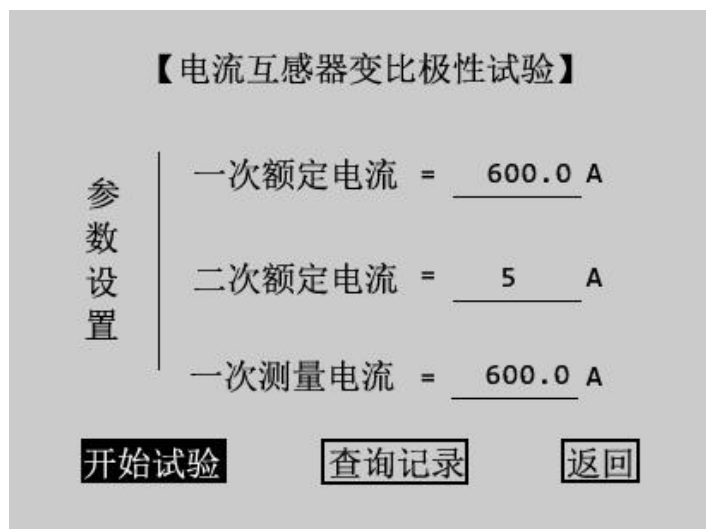 【电流互感器变比极性试验】
参数设置
一次额定电流 = 600.0 A
二次额定电流 = 5 A
一次测量电流 = 600.0 A
开始试验 查询记录 返回